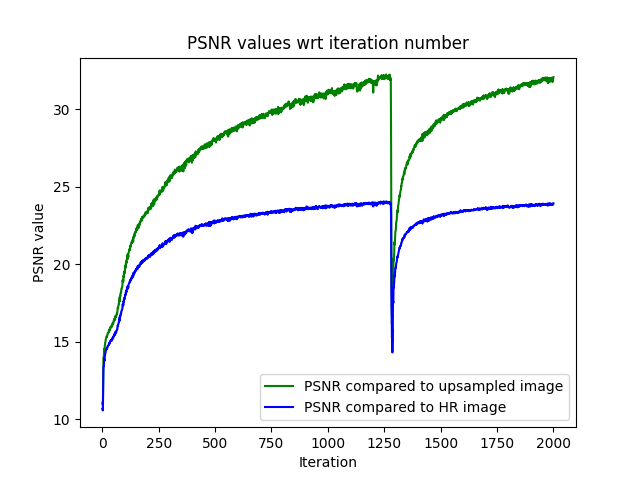 PSNR values wrt iteration number
PSNR value
30
25
20
15
10
PSNR compared to upsampled image
PSNR compared to HR image
0 250 500 750 1000 1250 1500 1750 2000
Iteration